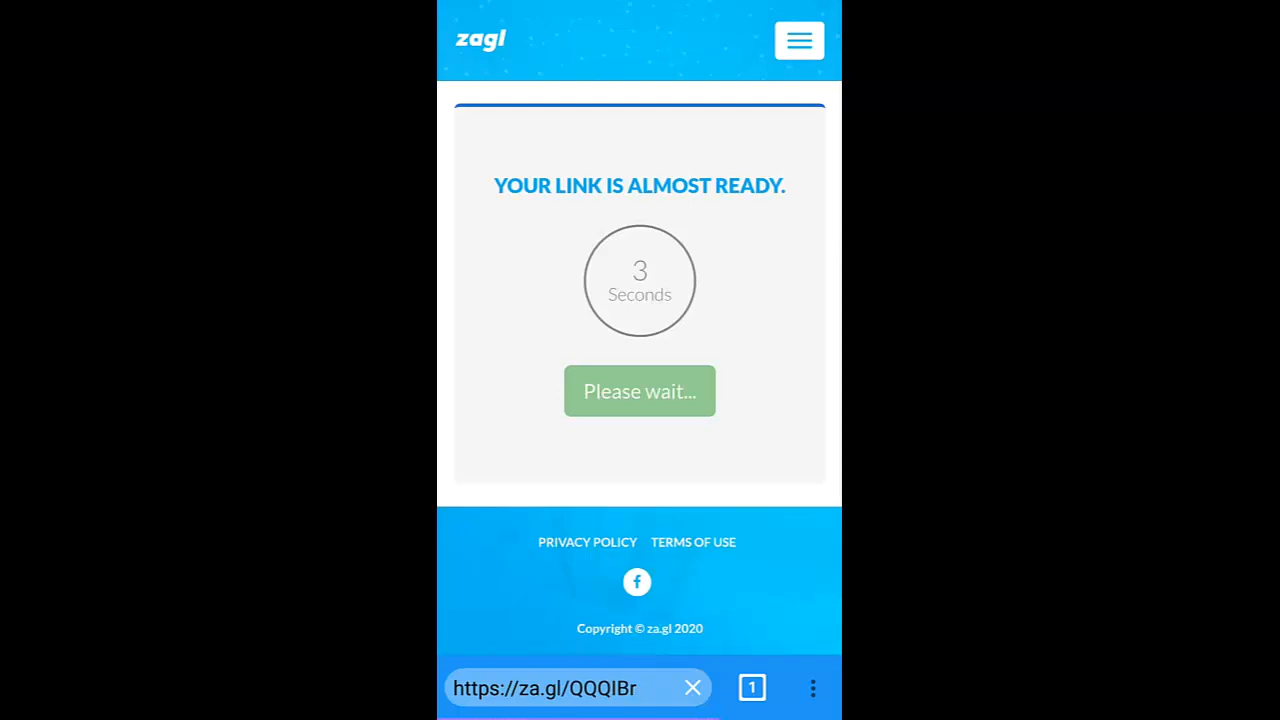 zagl
YOUR LINK IS ALMOST READY.
3
Seconds
Please wait...
PRIVACY POLICY TERMS OF USE
Copyright © za.gl 2020
https://za.gl/QQQIBr
1